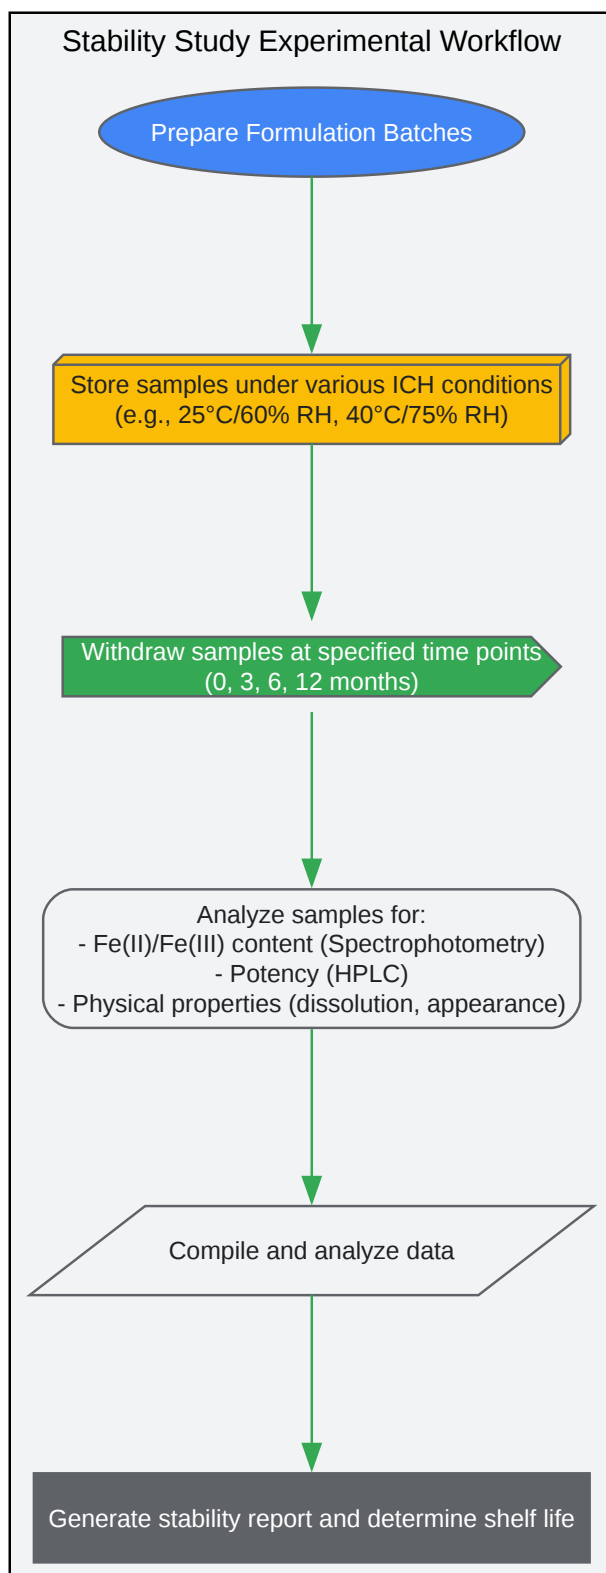 Stability Study Experimental Workflow
Prepare Formulation Batches
Store samples under various ICH conditions
(e.g., 25°C/60% RH, 40°C/75% RH)
Withdraw samples at specified time points
(0, 3, 6, 12 months)
Analyze samples for:
- Fe(II)/Fe(III) content (Spectrophotometry)
- Potency (HPLC)
- Physical properties (dissolution, appearance)
Compile and analyze data
Generate stability report and determine shelf life